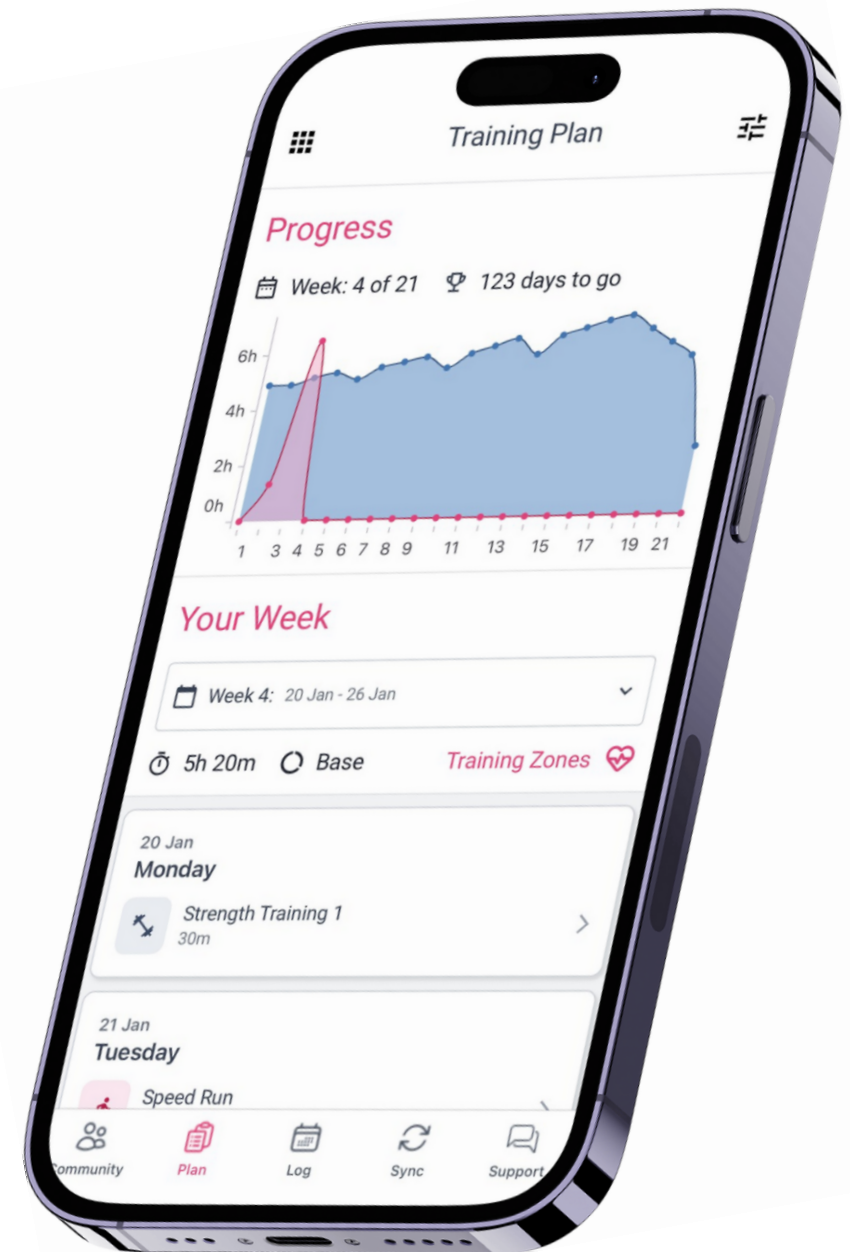 Training Plan
Progress
Week: 4 of 21 123 days to go
6h
4h
2h
0h
1 3 4 5 6 7 8 9 11 13 15 17 19 21
Your Week
Week 4: 20 Jan - 26 Jan
5h 20m Base Training Zones
20 Jan
Monday
Strength Training 1
30m
21 Jan
Tuesday
Speed Run
ommunity Plan Log Sync Support